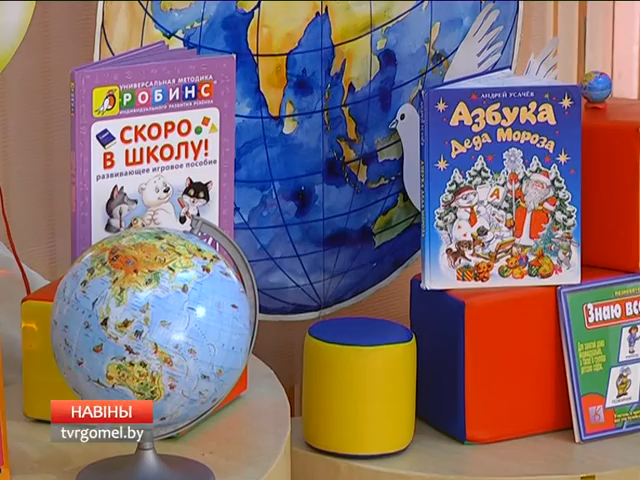 УНИВЕРСАЛЬНАЯ МЕТОДИКА
РОБИНС
ИНДИВИДУАЛЬНОГО РАЗВИТИЯ РЕБЕНКА
СКОРО
В ШКОЛУ!
развивающее игровое пособие
АНДРЕЙ УСАЧЁВ
Азбука
Деда Мороза
А
Знаю все
НАВІНЫ
tvrgomel.by